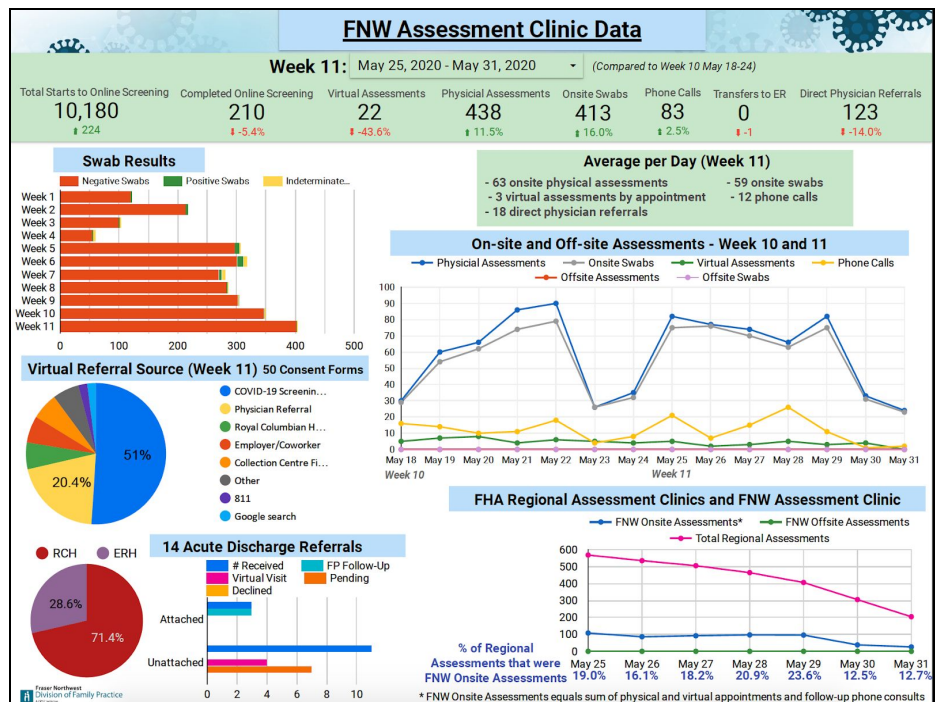 FNW Assessment Clinic Data
Week 11: May 25, 2020 - May 31, 2020 (Compared to Week 10 May 18-24)
Total Starts to Online Screening
10,180
224
Completed Online Screening
210
-5.4%
Virtual Assessments
22
-43.6%
Physicial Assessments
438
11.5%
Onsite Swabs
413
16.0%
Phone Calls
83
2.5%
Transfers to ER
0
-1
Direct Physician Referrals
123
-14.0%
Swab Results
Negative Swabs Positive Swabs Indeterminate...
Week 1
Week 2
Week 3
Week 4
Week 5
Week 6
Week 7
Week 8
Week 9
Week 10
Week 11
0 100 200 300 400 500
Average per Day (Week 11)
- 63 onsite physical assessments
- 3 virtual assessments by appointment
- 18 direct physician referrals
- 59 onsite swabs
- 12 phone calls
On-site and Off-site Assessments - Week 10 and 11
Physicial Assessments Onsite Swabs Virtual Assessments Phone Calls
Offsite Assessments Offsite Swabs
100
90
80
70
60
50
40
30
20
10
0
May 18 May 19 May 20 May 21 May 22 May 23 May 24 May 25 May 26 May 27 May 28 May 29 May 30 May 31
Week 10 Week 11
Virtual Referral Source (Week 11) 50 Consent Forms
51%
20.4%
COVID-19 Screenin...
Physician Referral
Royal Columbian H...
Employer/Coworker
Collection Centre Fi...
Other
811
Google search
RCH ERH
28.6%
71.4%
14 Acute Discharge Referrals
# Received FP Follow-Up
Virtual Visit Pending
Declined
Attached
Unattached
0 2 4 6 8 10
FHA Regional Assessment Clinics and FNW Assessment Clinic
FNW Onsite Assessments* FNW Offsite Assessments
Total Regional Assessments
600
500
400
300
200
100
0
May 25 May 26 May 27 May 28 May 29 May 30 May 31
% of Regional
Assessments that were
FNW Onsite Assessments
19.0% 16.1% 18.2% 20.9% 23.6% 12.5% 12.7%
* FNW Onsite Assessments equals sum of physical and virtual appointments and follow-up phone consults
Fraser Northwest
Division of Family Practice